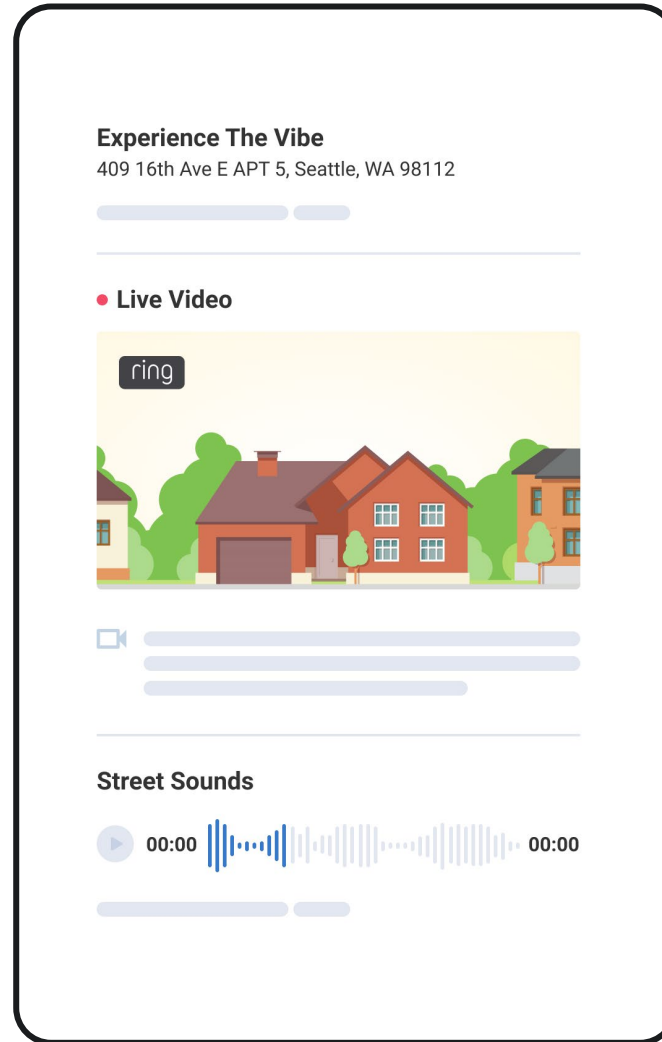 Experience The Vibe
409 16th Ave E APT 5, Seattle, WA 98112
Live Video
ring
Street Sounds
00:00 00:00